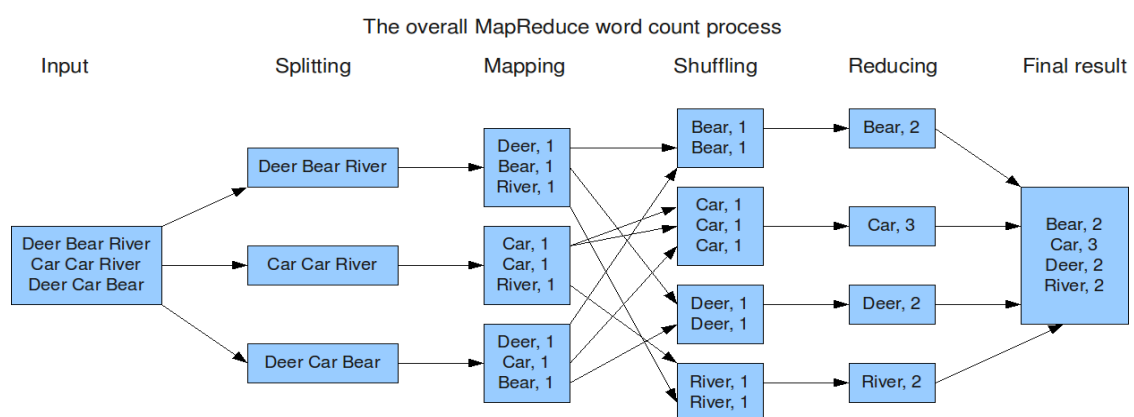 The overall MapReduce word count process
Input
Splitting
Mapping
Shuffling
Reducing
Final result
Deer Bear River
Car Car River
Deer Car Bear
Deer Bear River
Car Car River
Deer Car Bear
Deer, 1
Bear, 1
River, 1
Car, 1
Car, 1
River, 1
Deer, 1
Car, 1
Bear, 1
Bear, 1
Bear, 1
Car, 1
Car, 1
Car, 1
Deer, 1
Deer, 1
River, 1
River, 1
Bear, 2
Car, 3
Deer, 2
River, 2
Bear, 2
Car, 3
Deer, 2
River, 2